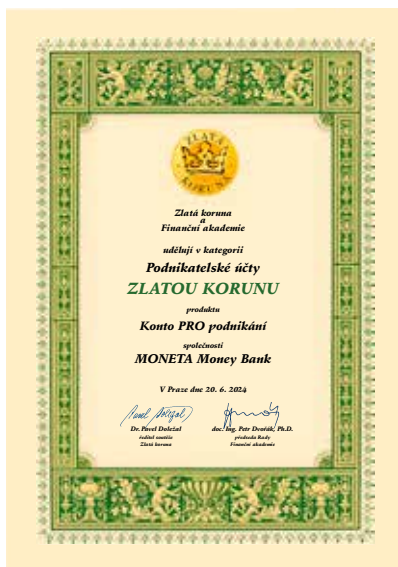 ZLATÁ
KORUNA
Zlatá koruna
a
Finanční akademie
udělují v kategorii
Podnikatelské účty
ZLATOU KORUNU
produktu
Konto PRO podnikání
společnosti
MONETA Money Bank
V Praze dne 20. 6. 2024
Dr. Pavel Doležal
doc. Ing. Petr Dvořák, Ph.D.
ředitel soutěže
předseda Rady
Zlatá koruna
Finanční akademie